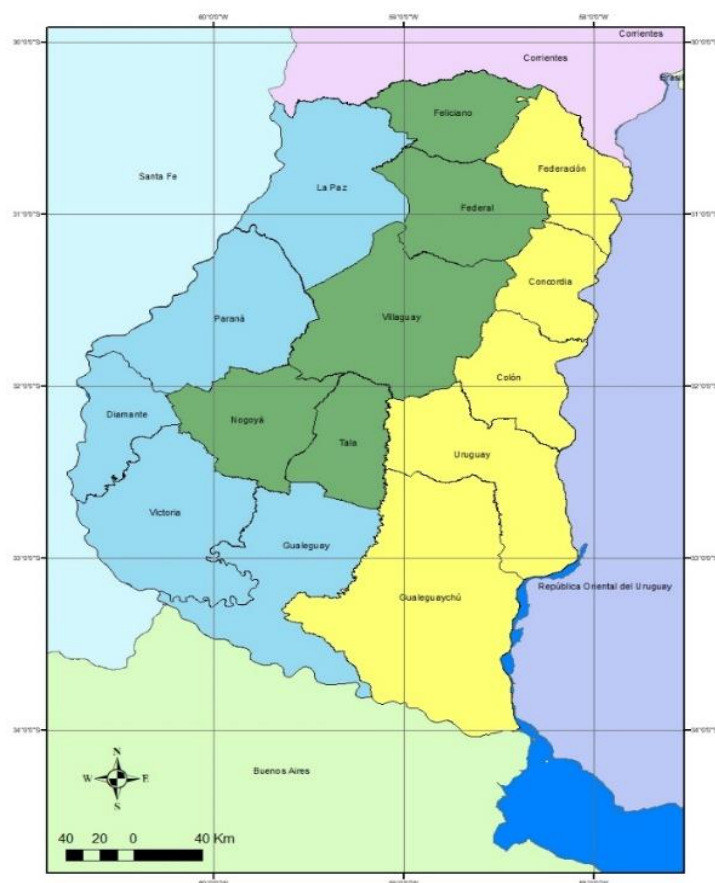 Corrientes
Corrientes
Feliciano
Federación
Santa Fe
La Paz
Federal
Concordia
Paraná
Villaguay
Colón
Diamante
Nogoyá
Tala
Uruguay
Victoria
Gualeguay
República Oriental del Uruguay
Gualeguaychú
Buenos Aires
N
W E
S
40 20 0 40 Km